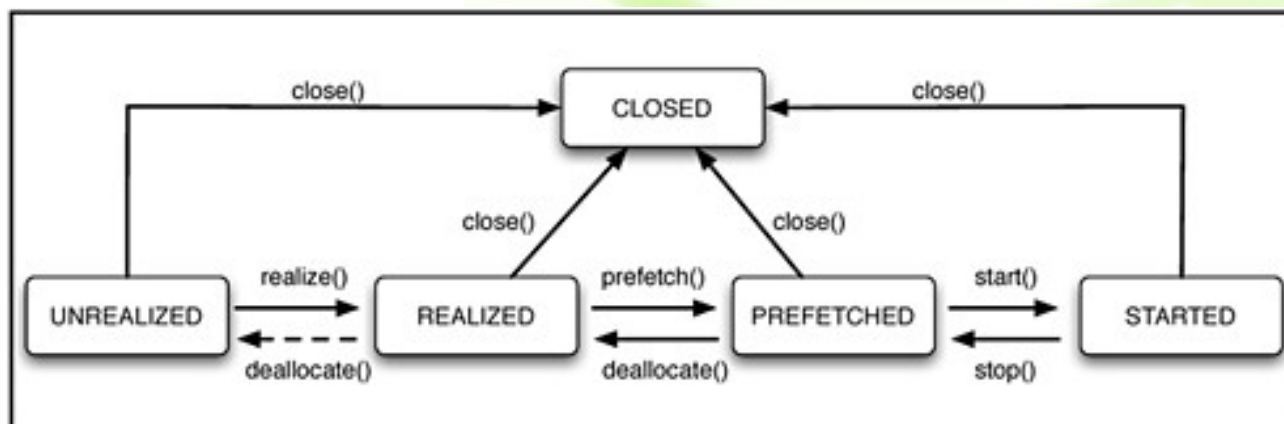 close()
close()
CLOSED
close()
close()
realize()
prefetch()
start()
UNREALIZED
REALIZED
PREFETCHED
STARTED
deallocate()
deallocate()
stop()